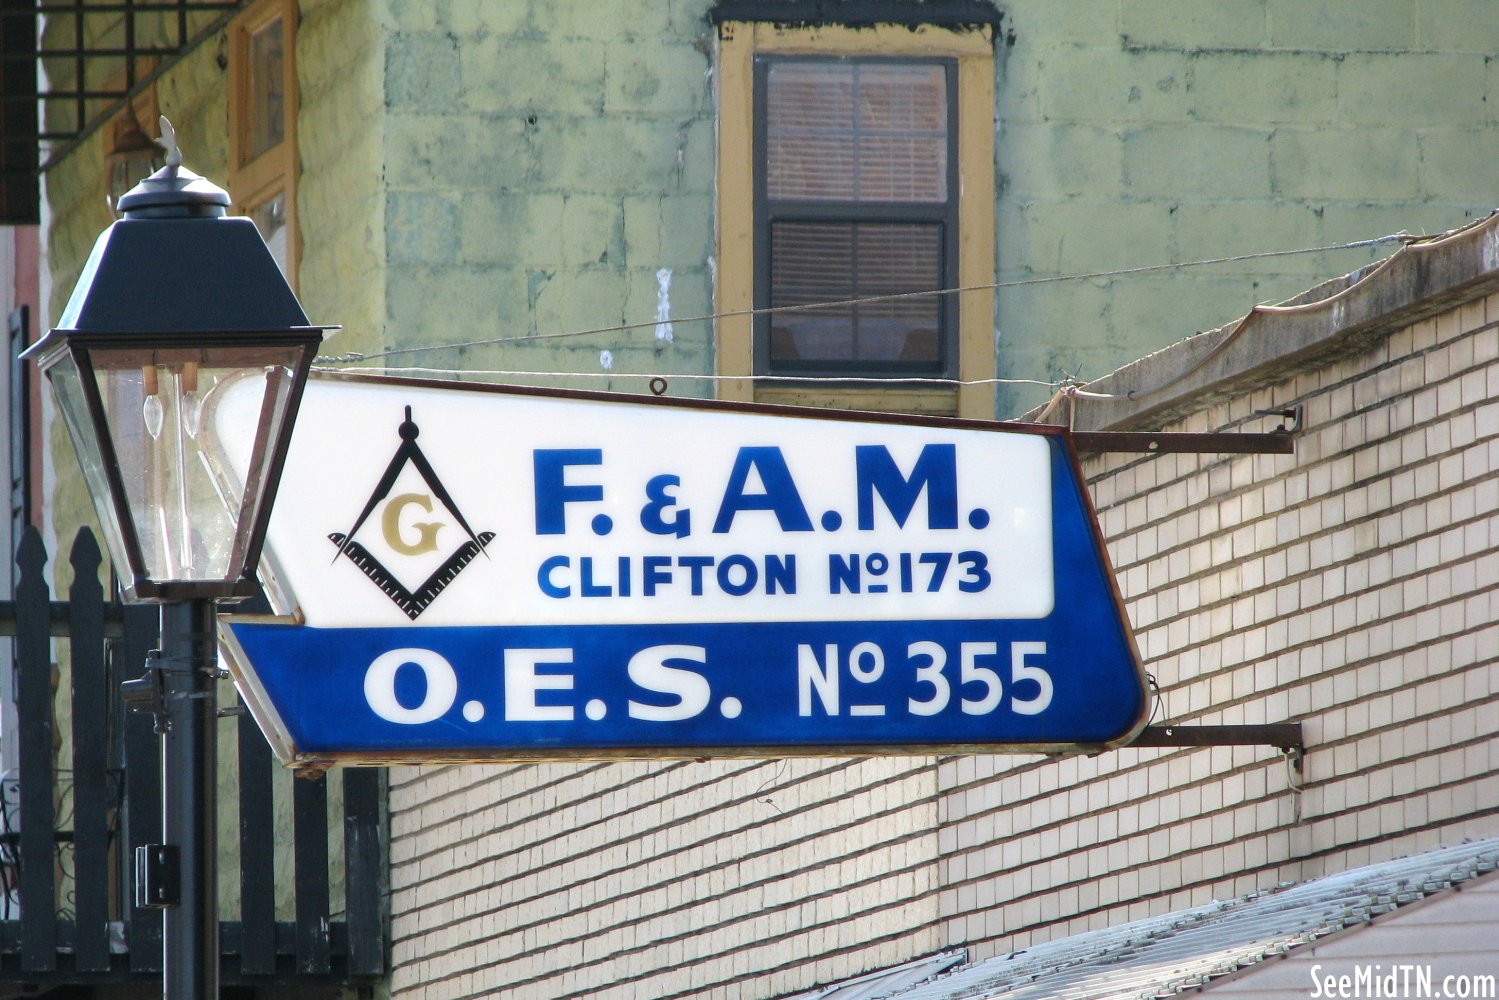 G
F. & A.M.
CLIFTON No 173
O.E.S. No 355
SeeMidTN.com